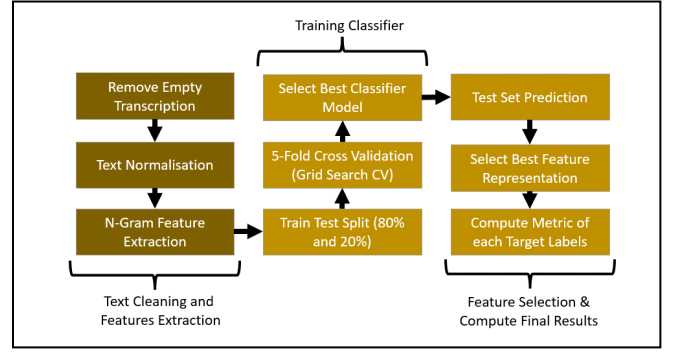 Training Classifier
Remove Empty
Transcription
Text Normalisation
N-Gram Feature
Extraction
Text Cleaning and
Features Extraction
Select Best Classifier
Model
5-Fold Cross Validation
(Grid Search CV)
Train Test Split (80%
and 20%)
Test Set Prediction
Select Best Feature
Representation
Compute Metric of
each Target Labels
Feature Selection &
Compute Final Results